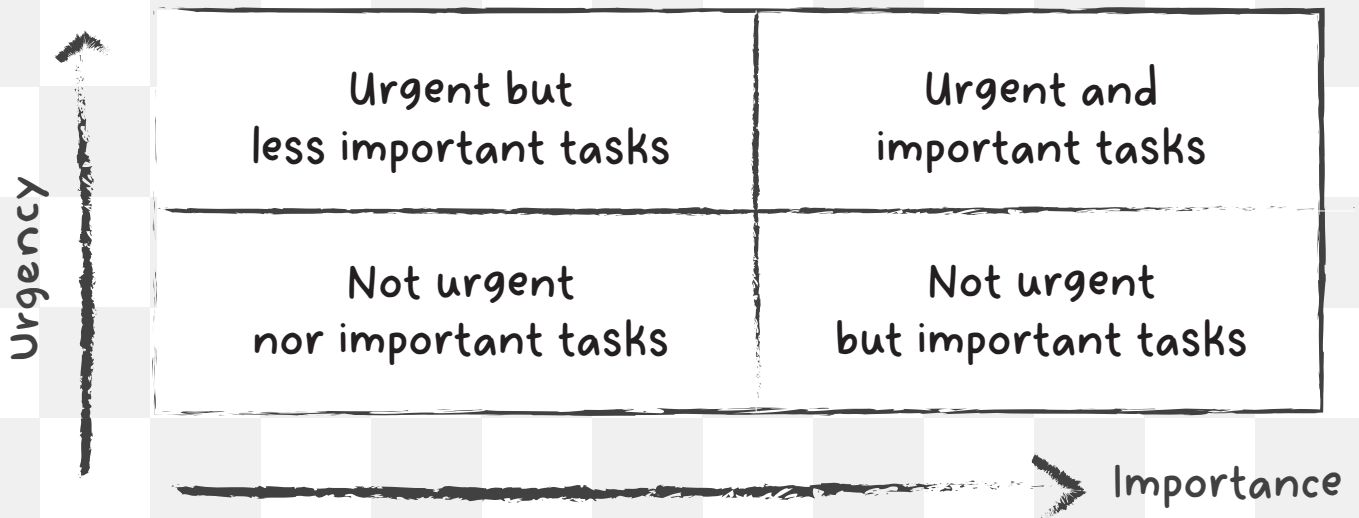 Urgency
Urgent but
less important tasks
Urgent and
important tasks
Not urgent
nor important tasks
Not urgent
but important tasks
Importance